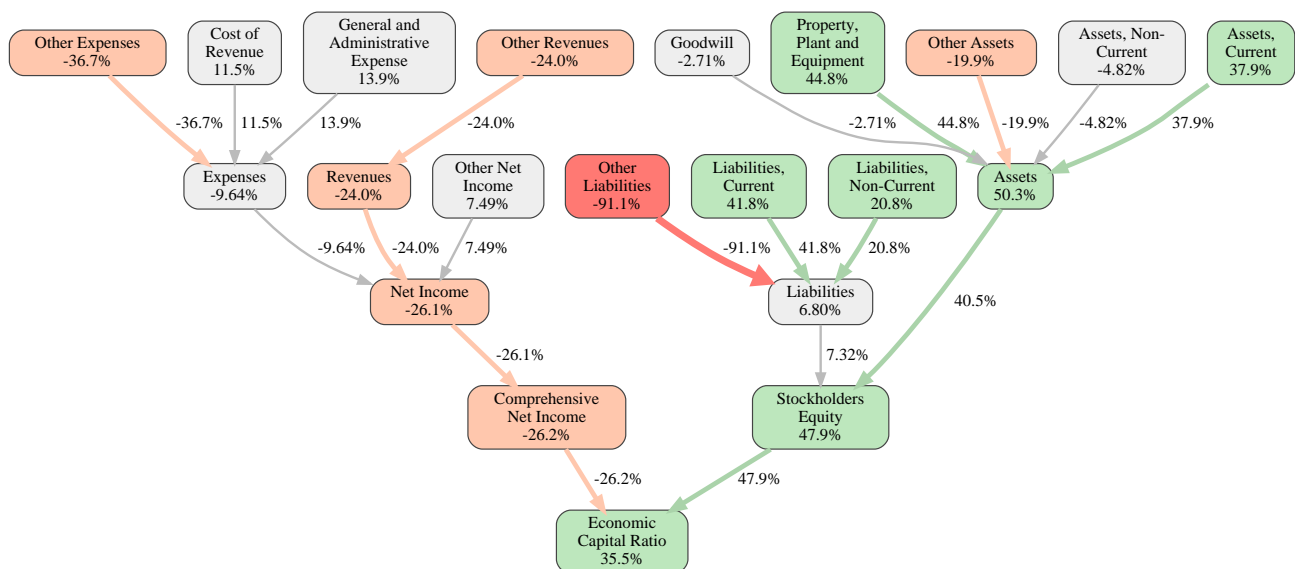 Other Expenses
-36.7%
Cost of
Revenue
11.5%
General and
Administrative
Expense
13.9%
Other Revenues
-24.0%
Goodwill
-2.71%
Property,
Plant and
Equipment
44.8%
Other Assets
-19.9%
Assets, Non-
Current
-4.82%
Assets,
Current
37.9%
-36.7%
11.5%
13.9%
-24.0%
-2.71%
44.8%
-19.9%
-4.82%
37.9%
Expenses
-9.64%
Revenues
-24.0%
Other Net
Income
7.49%
Other
Liabilities
-91.1%
Liabilities,
Current
41.8%
Liabilities,
Non-Current
20.8%
Assets
50.3%
-9.64%
-24.0%
7.49%
-91.1%
41.8%
20.8%
Net Income
-26.1%
Liabilities
6.80%
40.5%
-26.1%
7.32%
Comprehensive
Net Income
-26.2%
Stockholders
Equity
47.9%
-26.2%
47.9%
Economic
Capital Ratio
35.5%